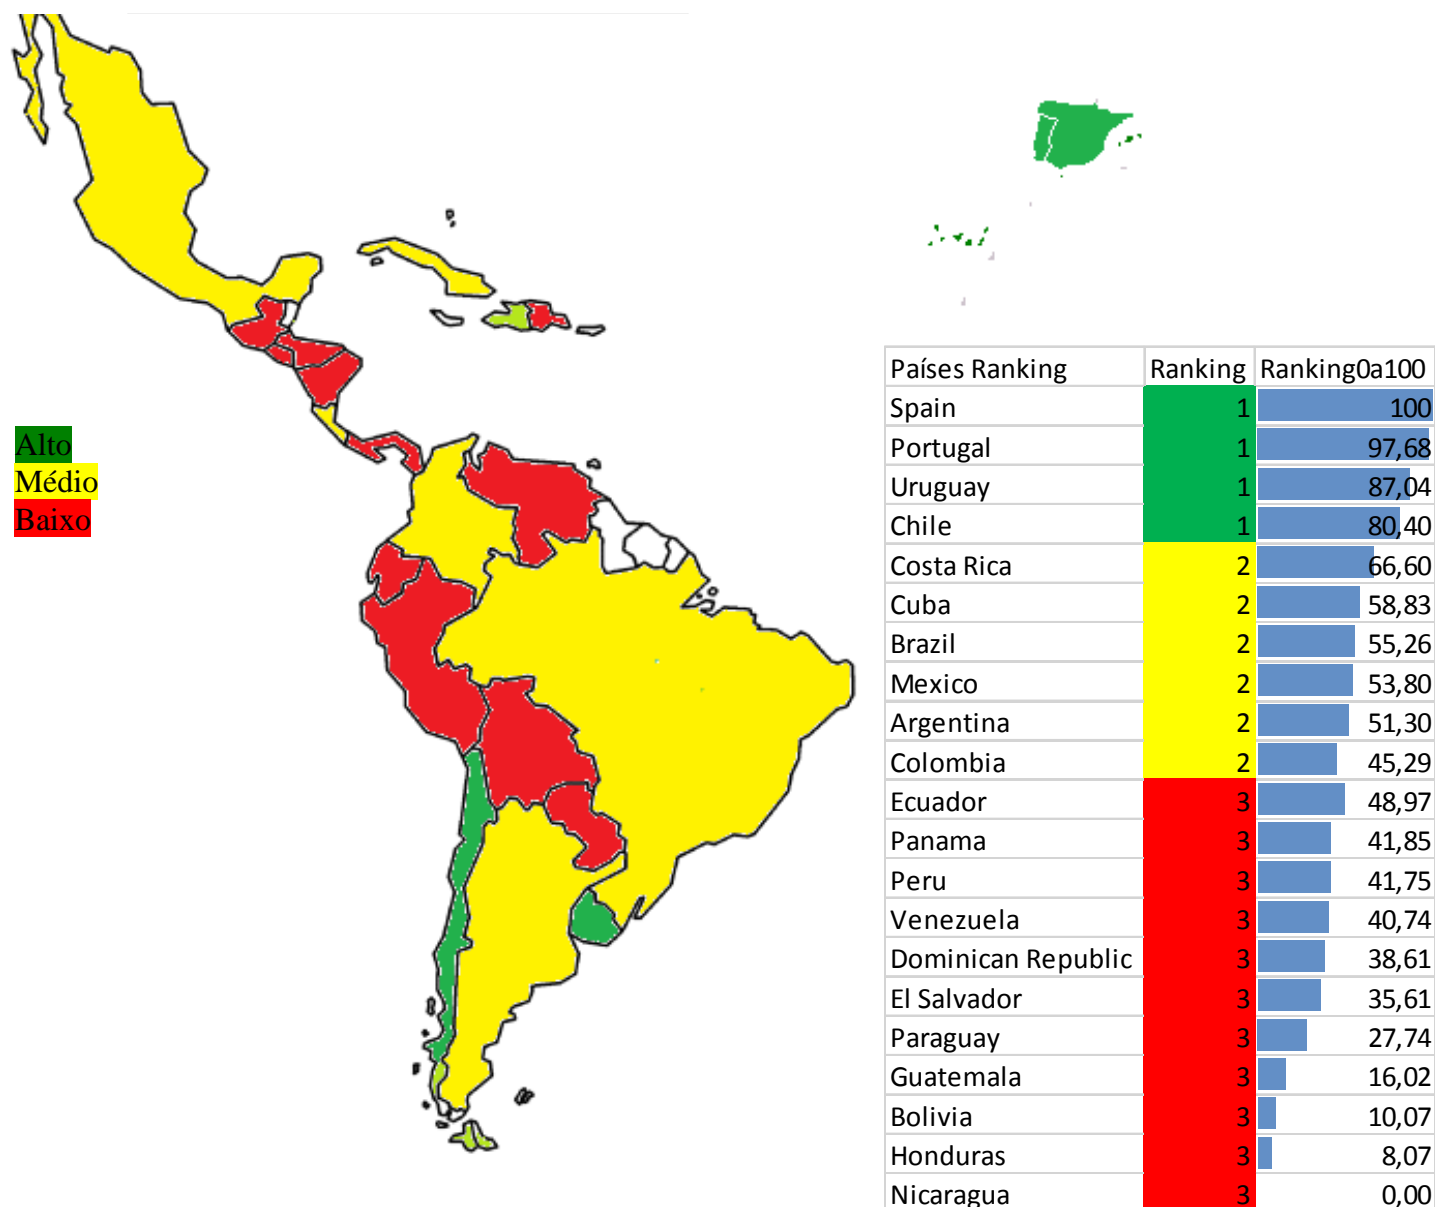 Alto
Médio
Baixo
Países Ranking Ranking Ranking0a100
Spain 1 100
Portugal 1 97,68
Uruguay 1 87,04
Chile 1 80,40
Costa Rica 2 66,60
Cuba 2 58,83
Brazil 2 55,26
Mexico 2 53,80
Argentina 2 51,30
Colombia 2 45,29
Ecuador 3 48,97
Panama 3 41,85
Peru 3 41,75
Venezuela 3 40,74
Dominican Republic 3 38,61
El Salvador 3 35,61
Paraguay 3 27,74
Guatemala 3 16,02
Bolivia 3 10,07
Honduras 3 8,07
Nicaragua 3 0,00